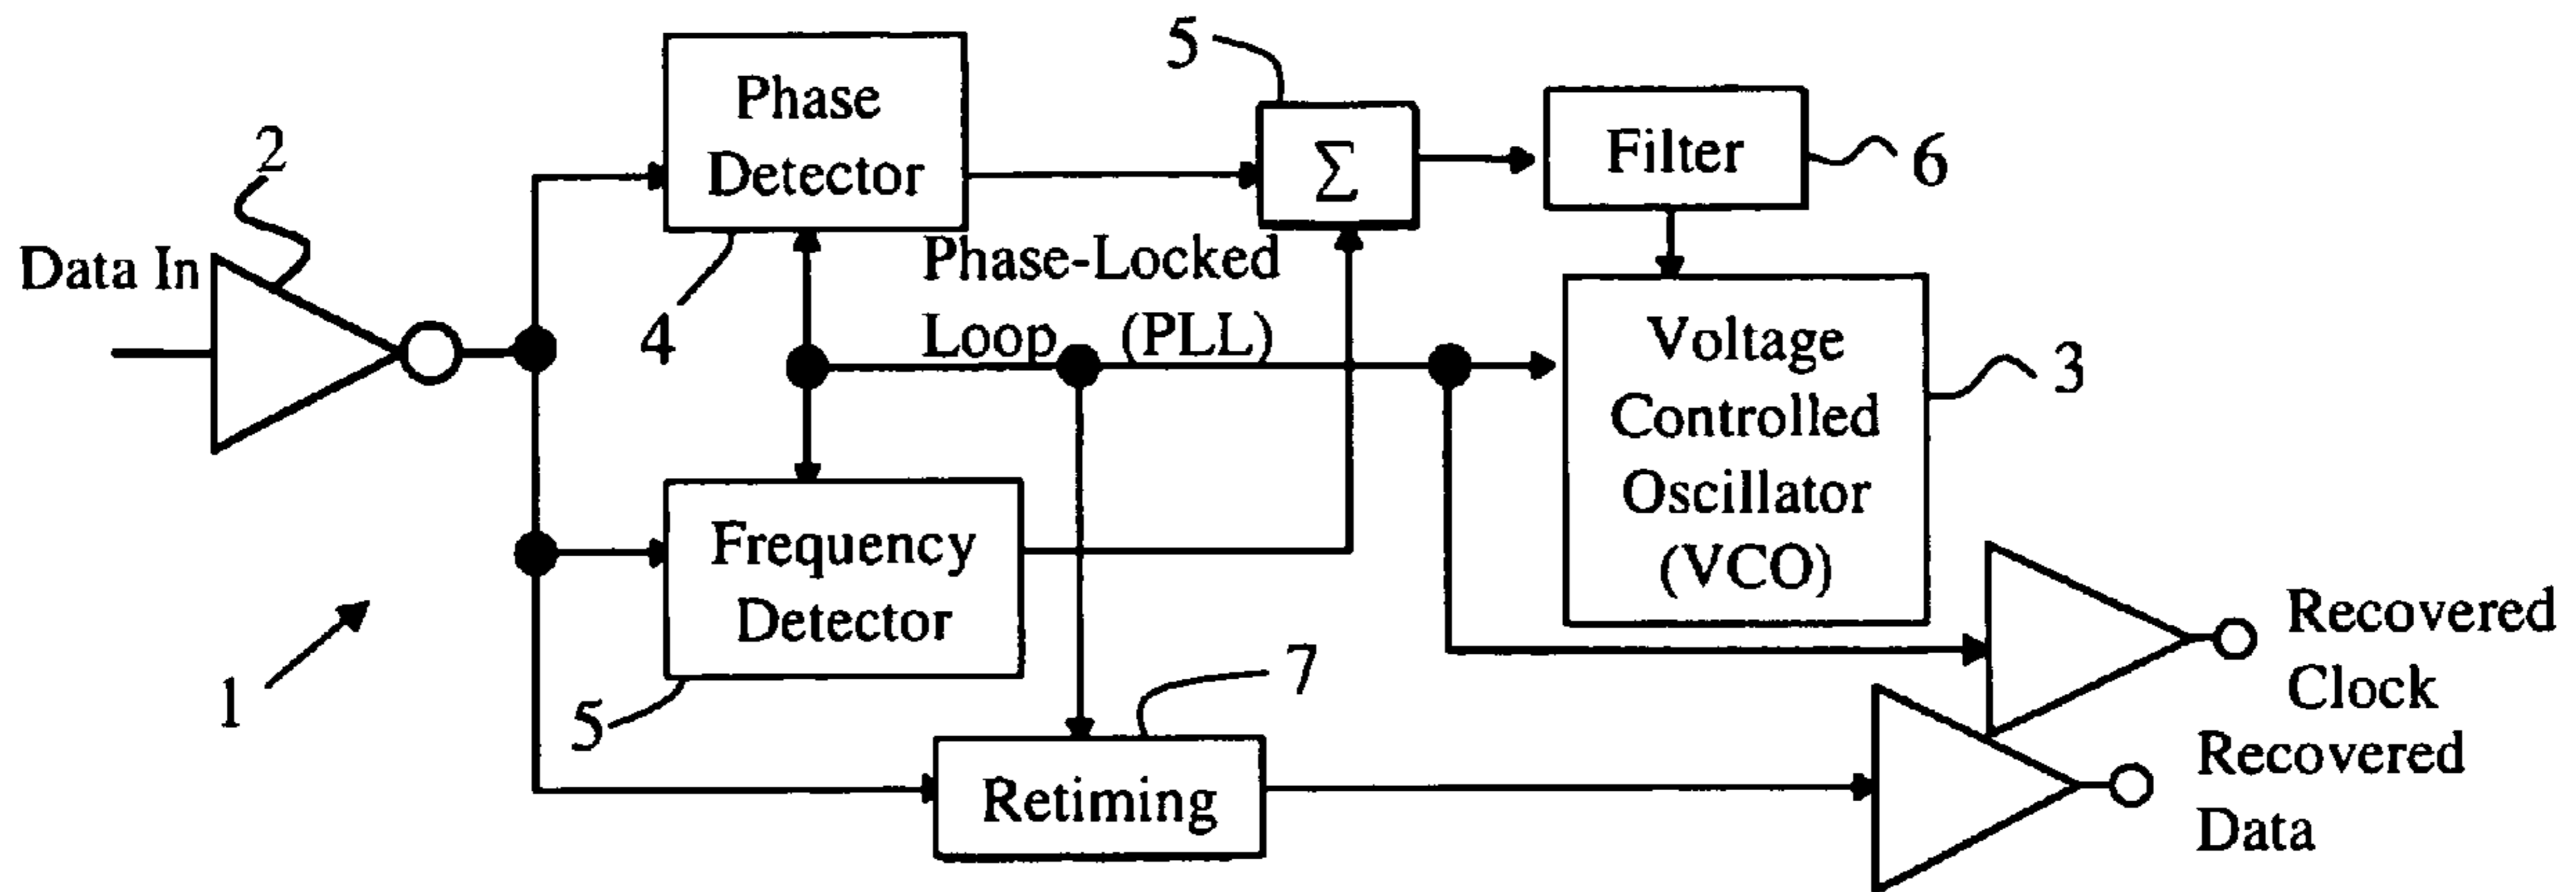 Data In
2
Phase
Detector
4
Phase-Locked
Loop (PLL)
5
Σ
Filter
6
Voltage
Controlled
Oscillator
(VCO)
3
Frequency
Detector
5
1
7
Retiming
Recovered
Clock
Recovered
Data